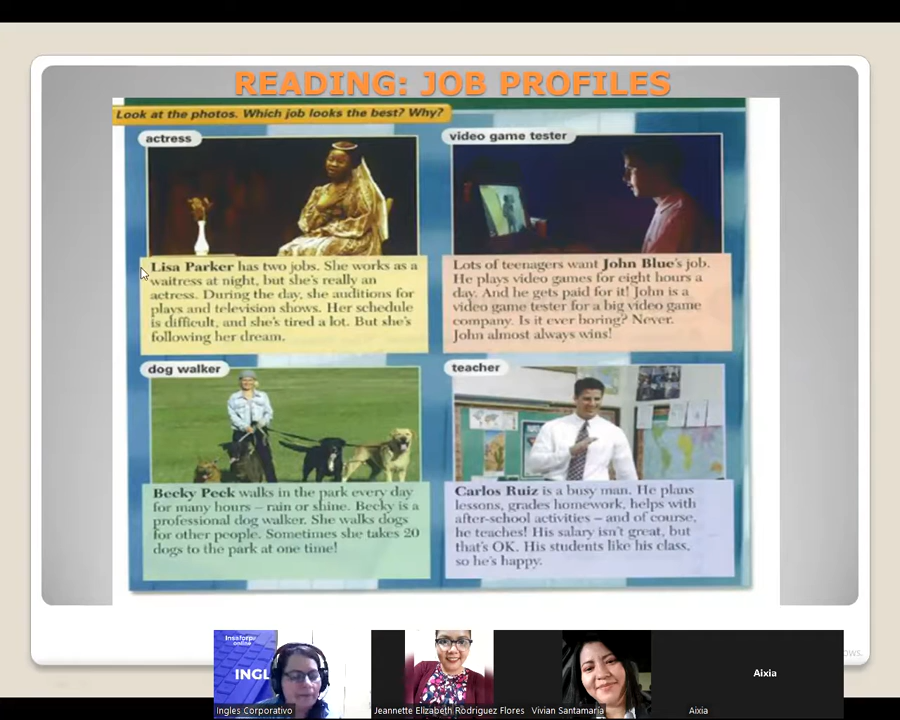 READING: JOB PROFILES
Look at the photos. Which job looks the best? Why?
actress
Lisa Parker has two jobs. She works as a
waitress at night, but she's really an
actress. During the day, she auditions for
plays and television shows. Her schedule
is difficult, and she's tired a lot. But she's
following her dream.
video game tester
Lots of teenagers want John Blue's job.
He plays video games for eight hours a
day. And he gets paid for it! John is a
video game tester for a big video game
company. Is it ever boring? Never.
John almost always wins!
dog walker
Becky Peck walks in the park every day
for many hours – rain or shine. Becky is a
professional dog walker. She walks dogs
for other people. Sometimes she takes 20
dogs to the park at one time!
teacher
Carlos Ruiz is a busy man. He plans
lessons, grades homework, helps with
after-school activities – and of course,
he teaches! His salary isn't great, but
that's OK. His students like his class,
so he's happy.
online
INGL
Ingles Corporativo
Jeannette Elizabeth Rodriguez Flores
Vivian Santamaria
Aixia
Aixia